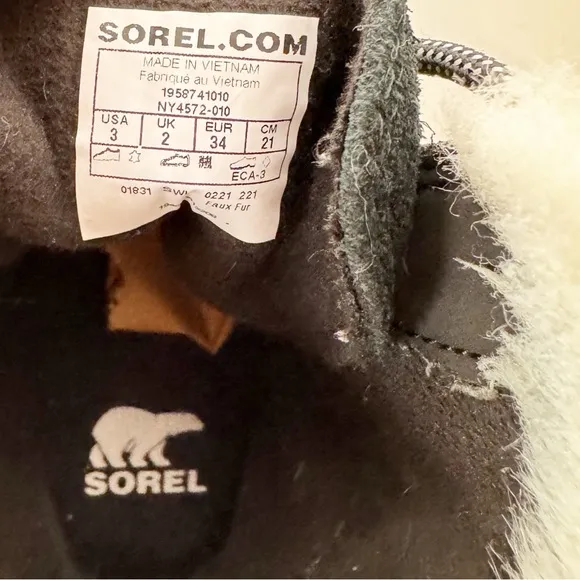 SOREL.COM
MADE IN VIETNAM
Fabriqué au Vietnam
1958741010
NY4572-010
USA UK EUR CM
3 2 34 21
ECA-3
01831 0221 221
Faux Fur
SOREL